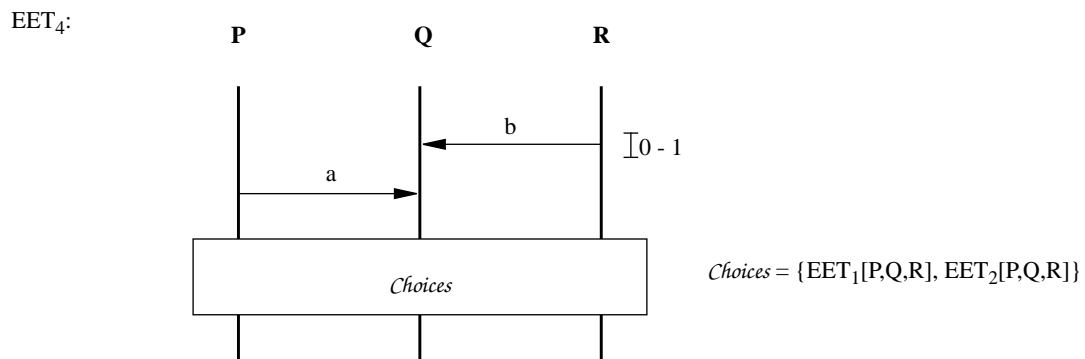 EET₄:
P Q R
b
0 - 1
a
Choices
Choices = {EET₁[P,Q,R], EET₂[P,Q,R]}